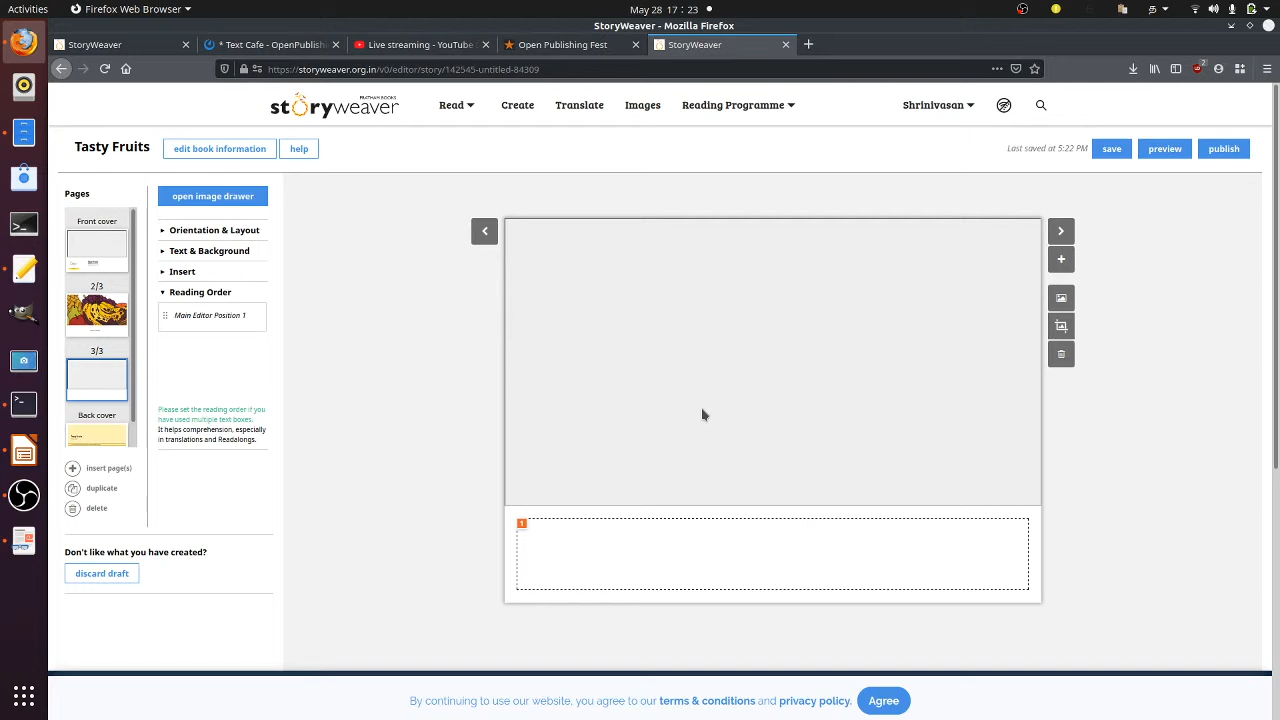 Activities
Firefox Web Browser
May 28 17 : 23
StoryWeaver - Mozilla Firefox
StoryWeaver
* Text Cafe - OpenPublish
Live streaming - YouTube
Open Publishing Fest
StoryWeaver
https://storyweaver.org.in/v0/editor/story/142545-untitled-84309
2
PRATHAM BOOKS
storyweaver
Read
Create
Translate
Images
Reading Programme
Shrinivasan
Tasty Fruits
edit book information
help
Last saved at 5:22 PM
save
preview
publish
Pages
open image drawer
Front cover
Orientation & Layout
Text & Background
Insert
2/3
Reading Order
Main Editor Position 1
3/3
Please set the reading order if you
have used multiple text boxes.
It helps comprehension, especially
in translations and Readalongs.
Back cover
insert page(s)
duplicate
delete
1
Don't like what you have created?
discard draft
By continuing to use our website, you agree to our terms & conditions and privacy policy.
Agree